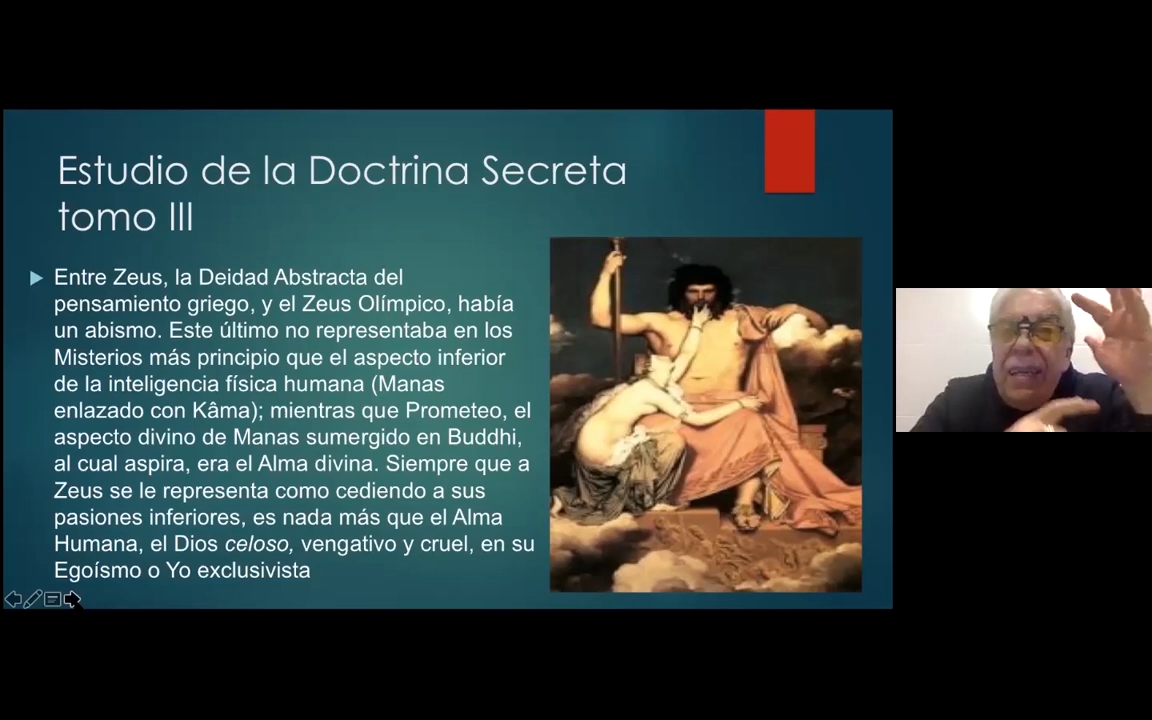 Estudio de la Doctrina Secreta
tomo III
Entre Zeus, la Deidad Abstracta del
pensamiento griego, y el Zeus Olímpico, había
un abismo. Este último no representaba en los
Misterios más principio que el aspecto inferior
de la inteligencia física humana (Manas
enlazado con Kâma); mientras que Prometeo, el
aspecto divino de Manas sumergido en Buddhi,
al cual aspira, era el Alma divina. Siempre que a
Zeus se le representa como cediendo a sus
pasiones inferiores, es nada más que el Alma
Humana, el Dios celoso, vengativo y cruel, en su
Egoísmo o Yo exclusivista